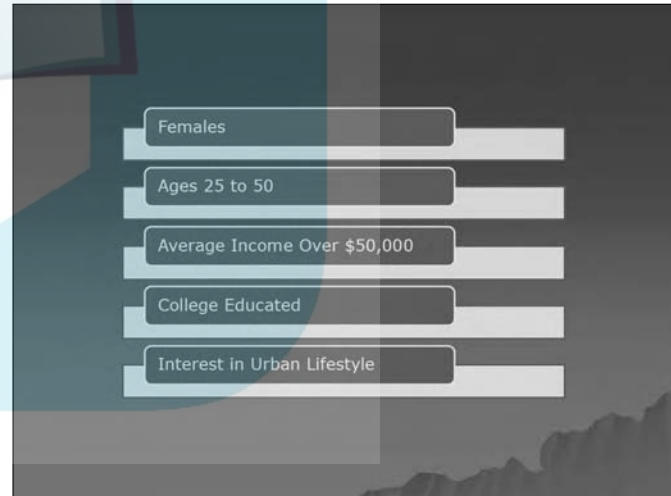 Females
Ages 25 to 50
Average Income Over $50,000
College Educated
Interest in Urban Lifestyle